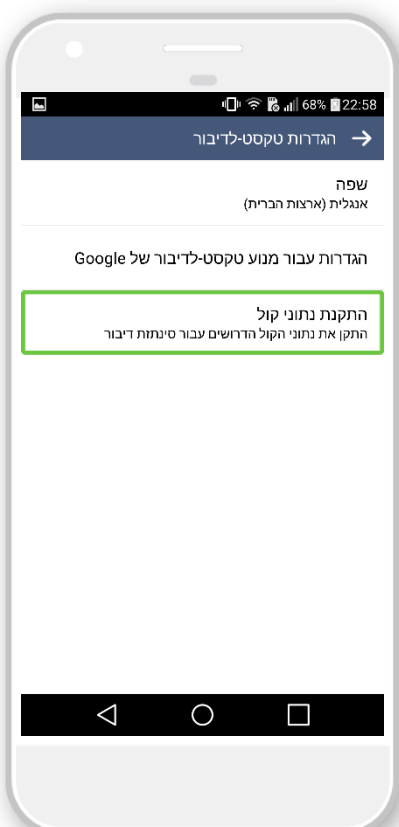 68% 22:58
הגדרות טקסט-לדיבור
שפה
אנגלית (ארצות הברית)
הגדרות עבור מנוע טקסט-לדיבור של Google
התקנת נתוני קול
התקן את נתוני הקול הדרושים עבור סינתזת דיבור